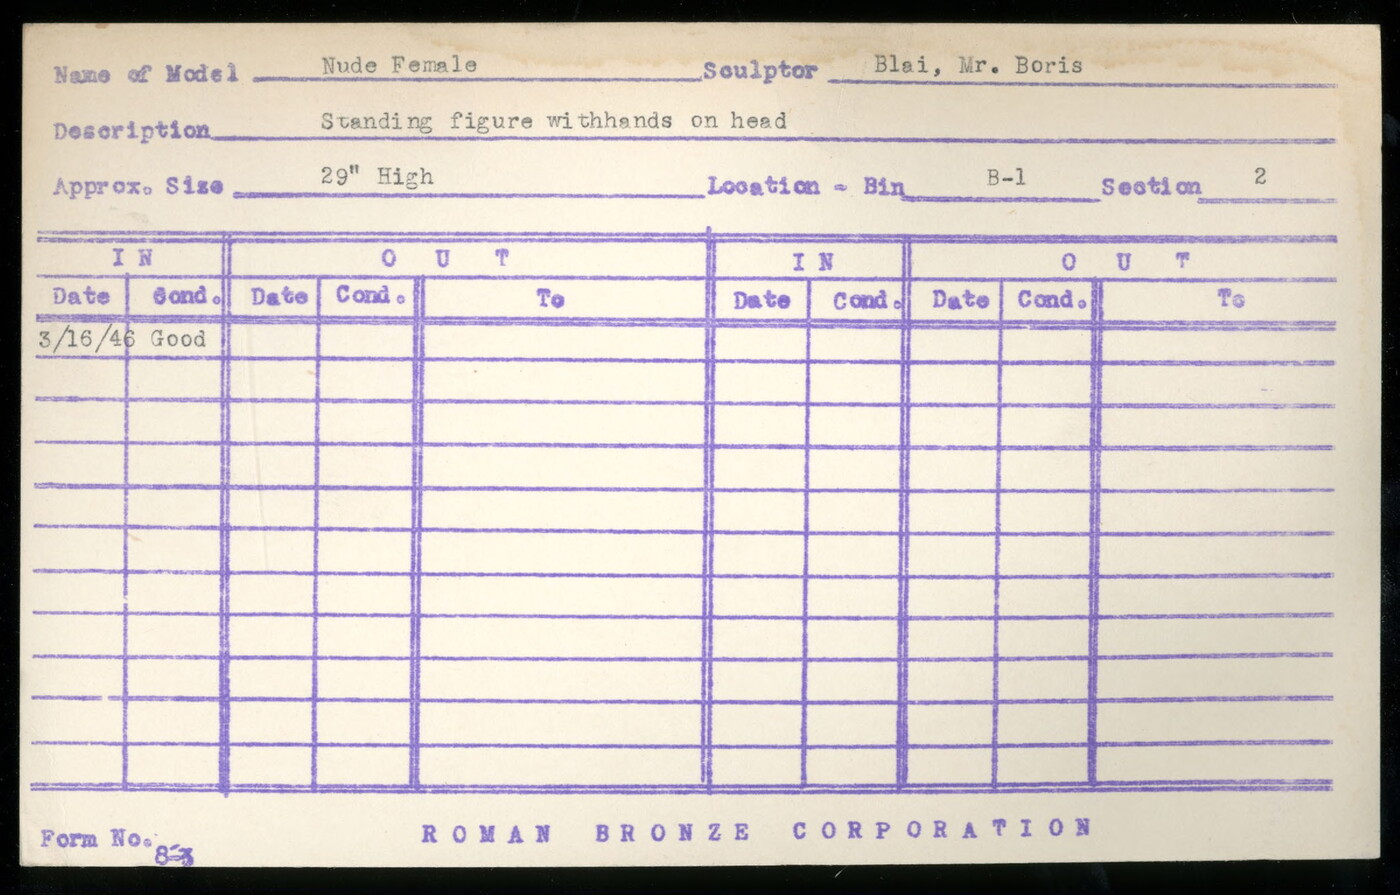 Name of Model Nude Female Sculptor Blai, Mr. Boris
Description Standing figure withhands on head
Approx. Size 29" High Location - Bin B-1 Section 2
IN OUT IN OUT
Date Cond. Date Cond. To Date Cond. Date Cond. To
3/16/46 Good
Form No. ROMAN BRONZE CORPORATION